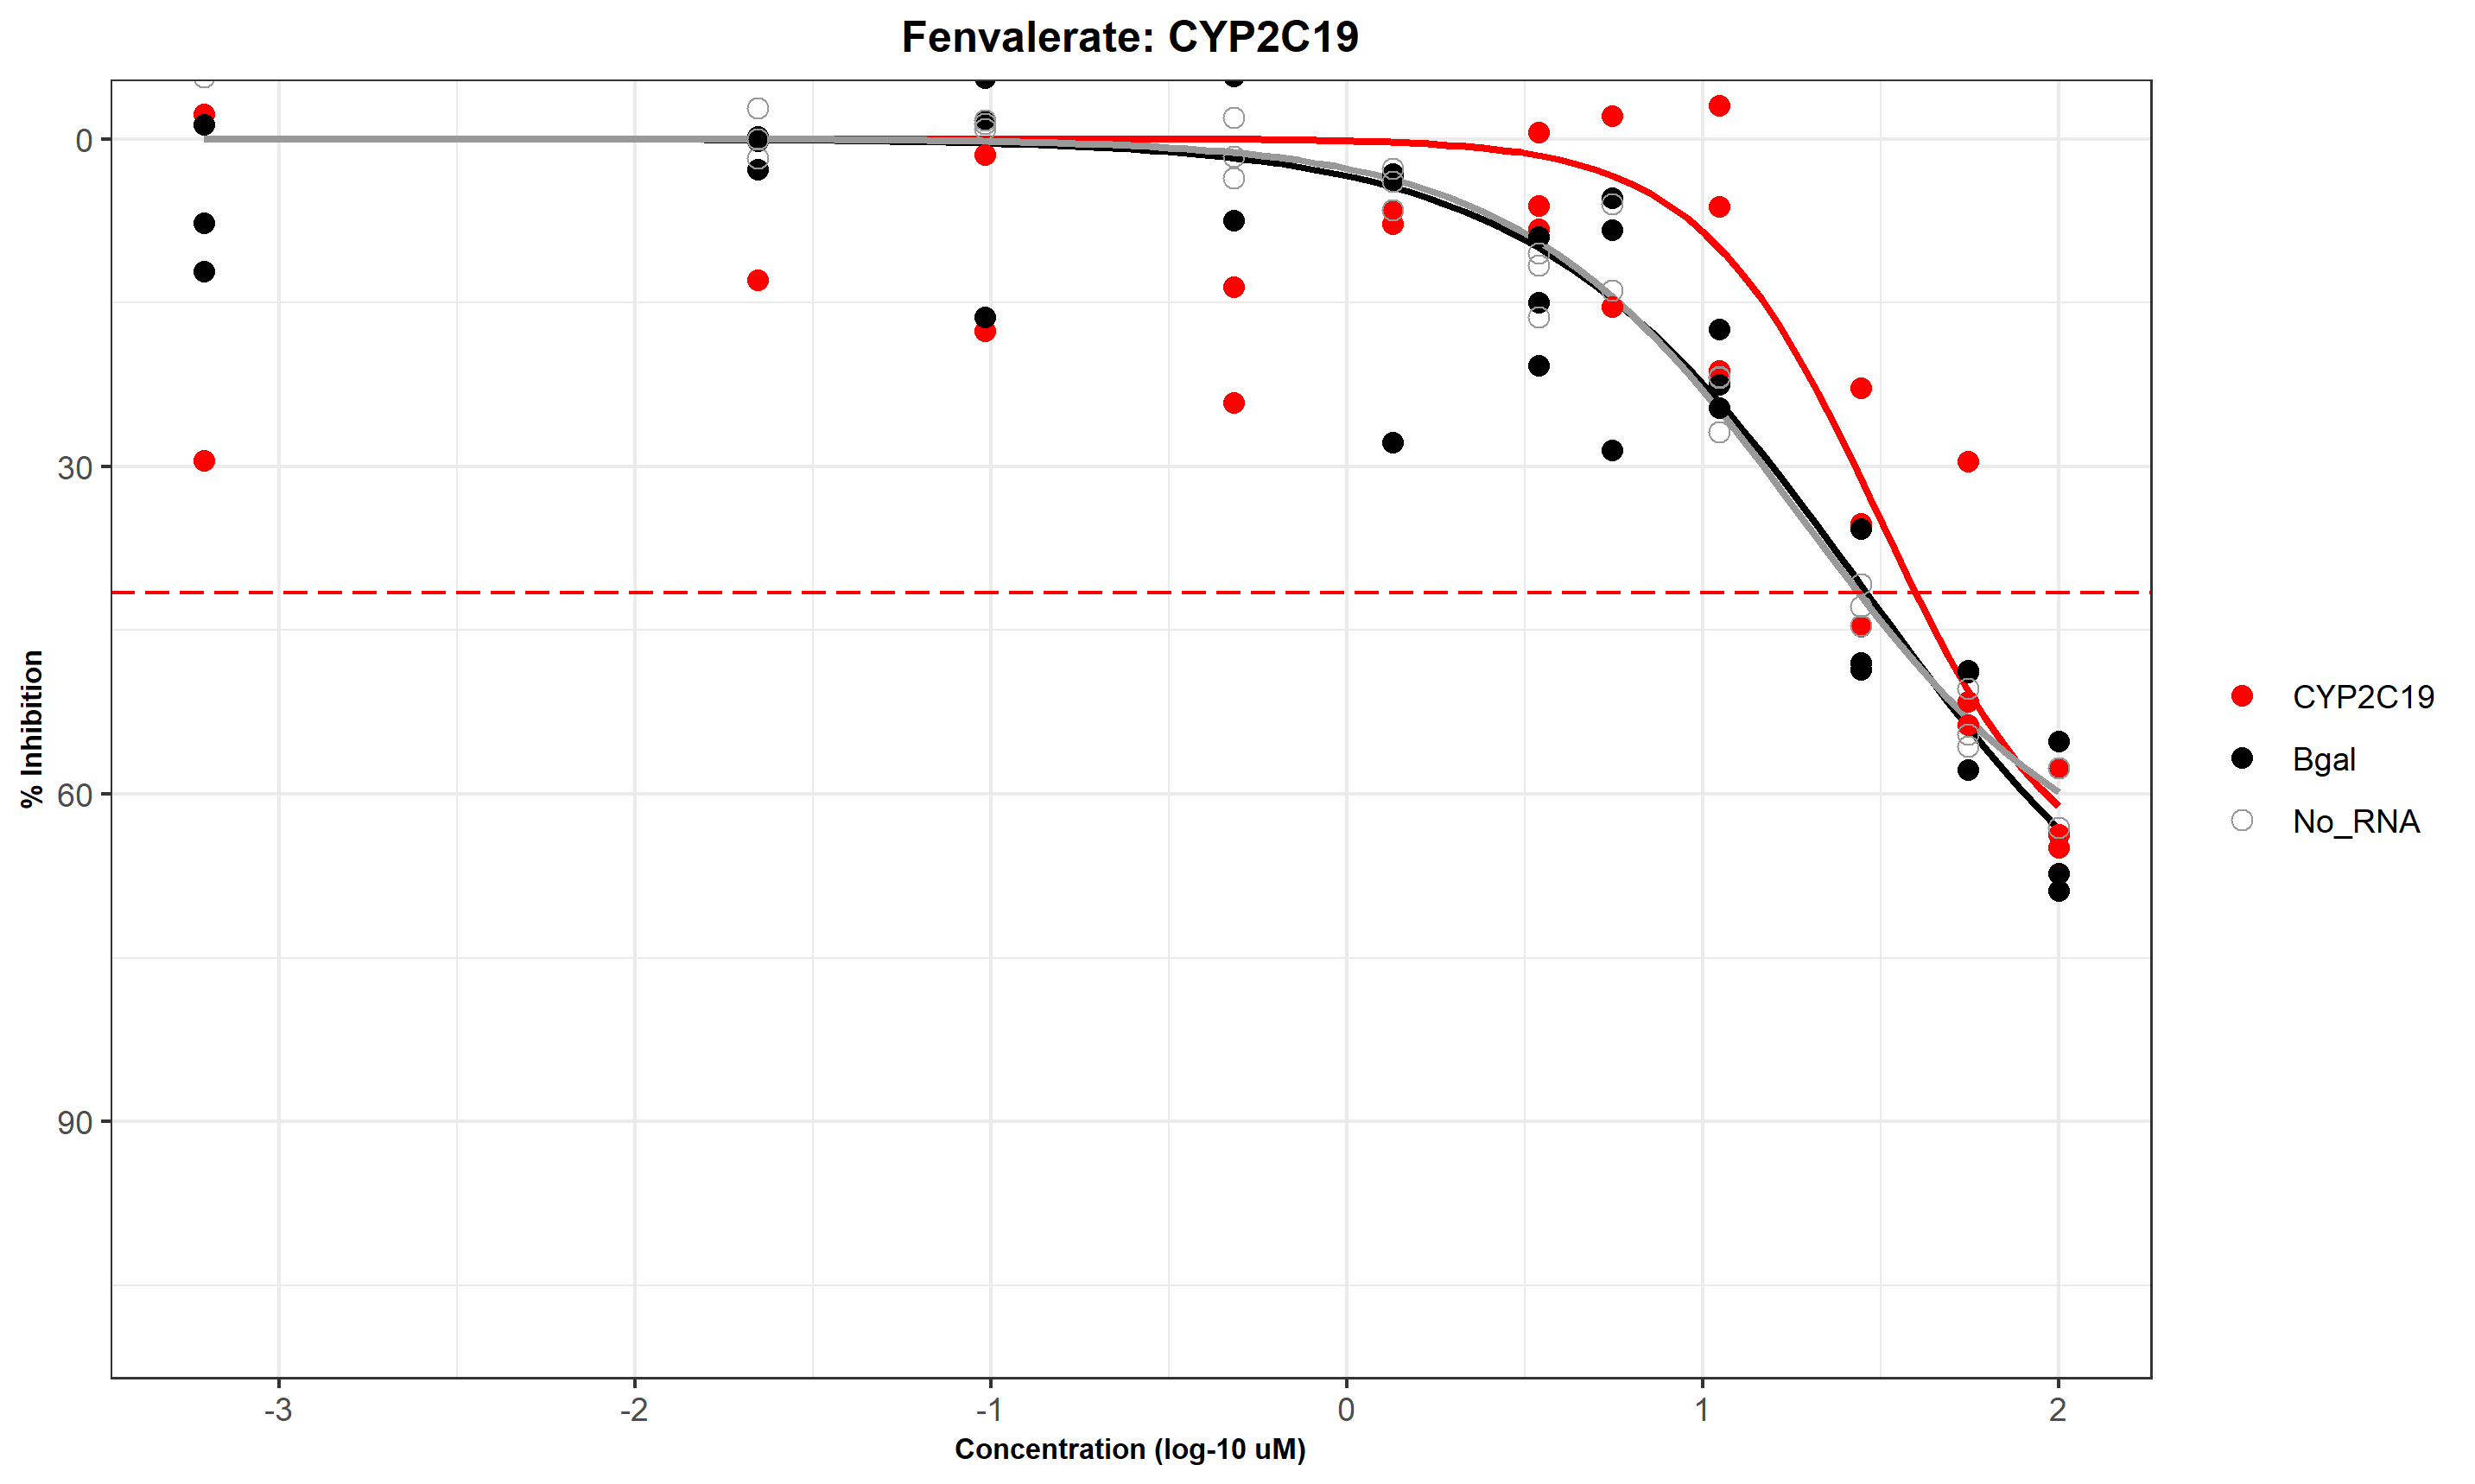 Fenvalerate: CYP2C19
% Inhibition
0
30
60
90
-3
-2
-1
0
1
2
Concentration (log-10 uM)
CYP2C19
Bgal
No_RNA